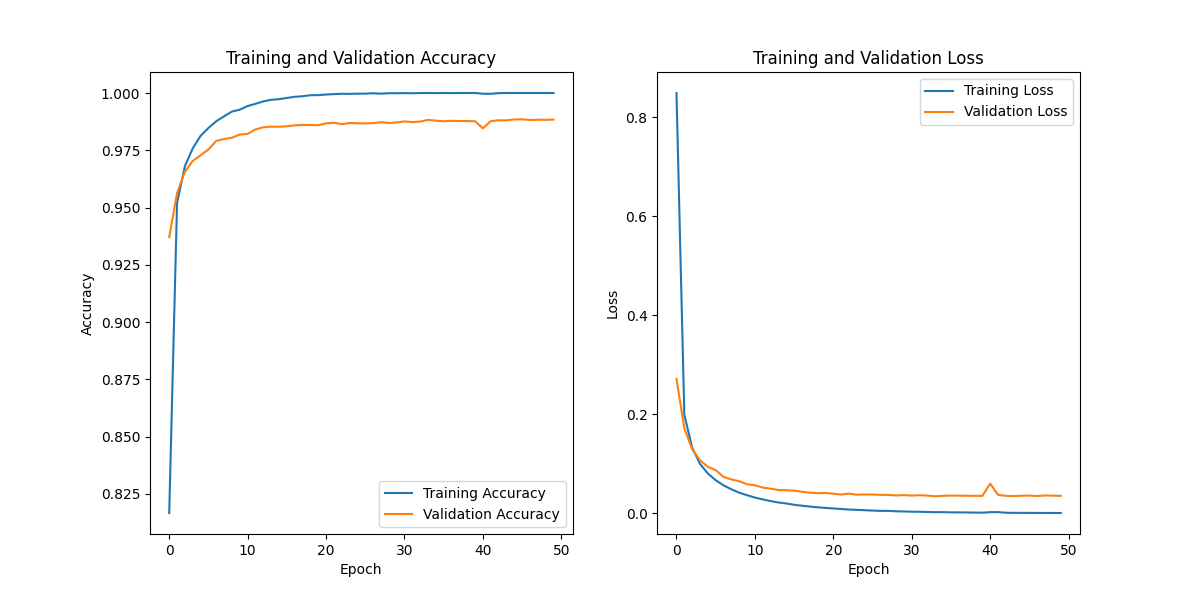 Training and Validation Accuracy
Accuracy
1.000
0.975
0.950
0.925
0.900
0.875
0.850
0.825
0
10
20
30
40
50
Epoch
Training Accuracy
Validation Accuracy
Training and Validation Loss
Loss
0.8
0.6
0.4
0.2
0.0
0
10
20
30
40
50
Epoch
Training Loss
Validation Loss